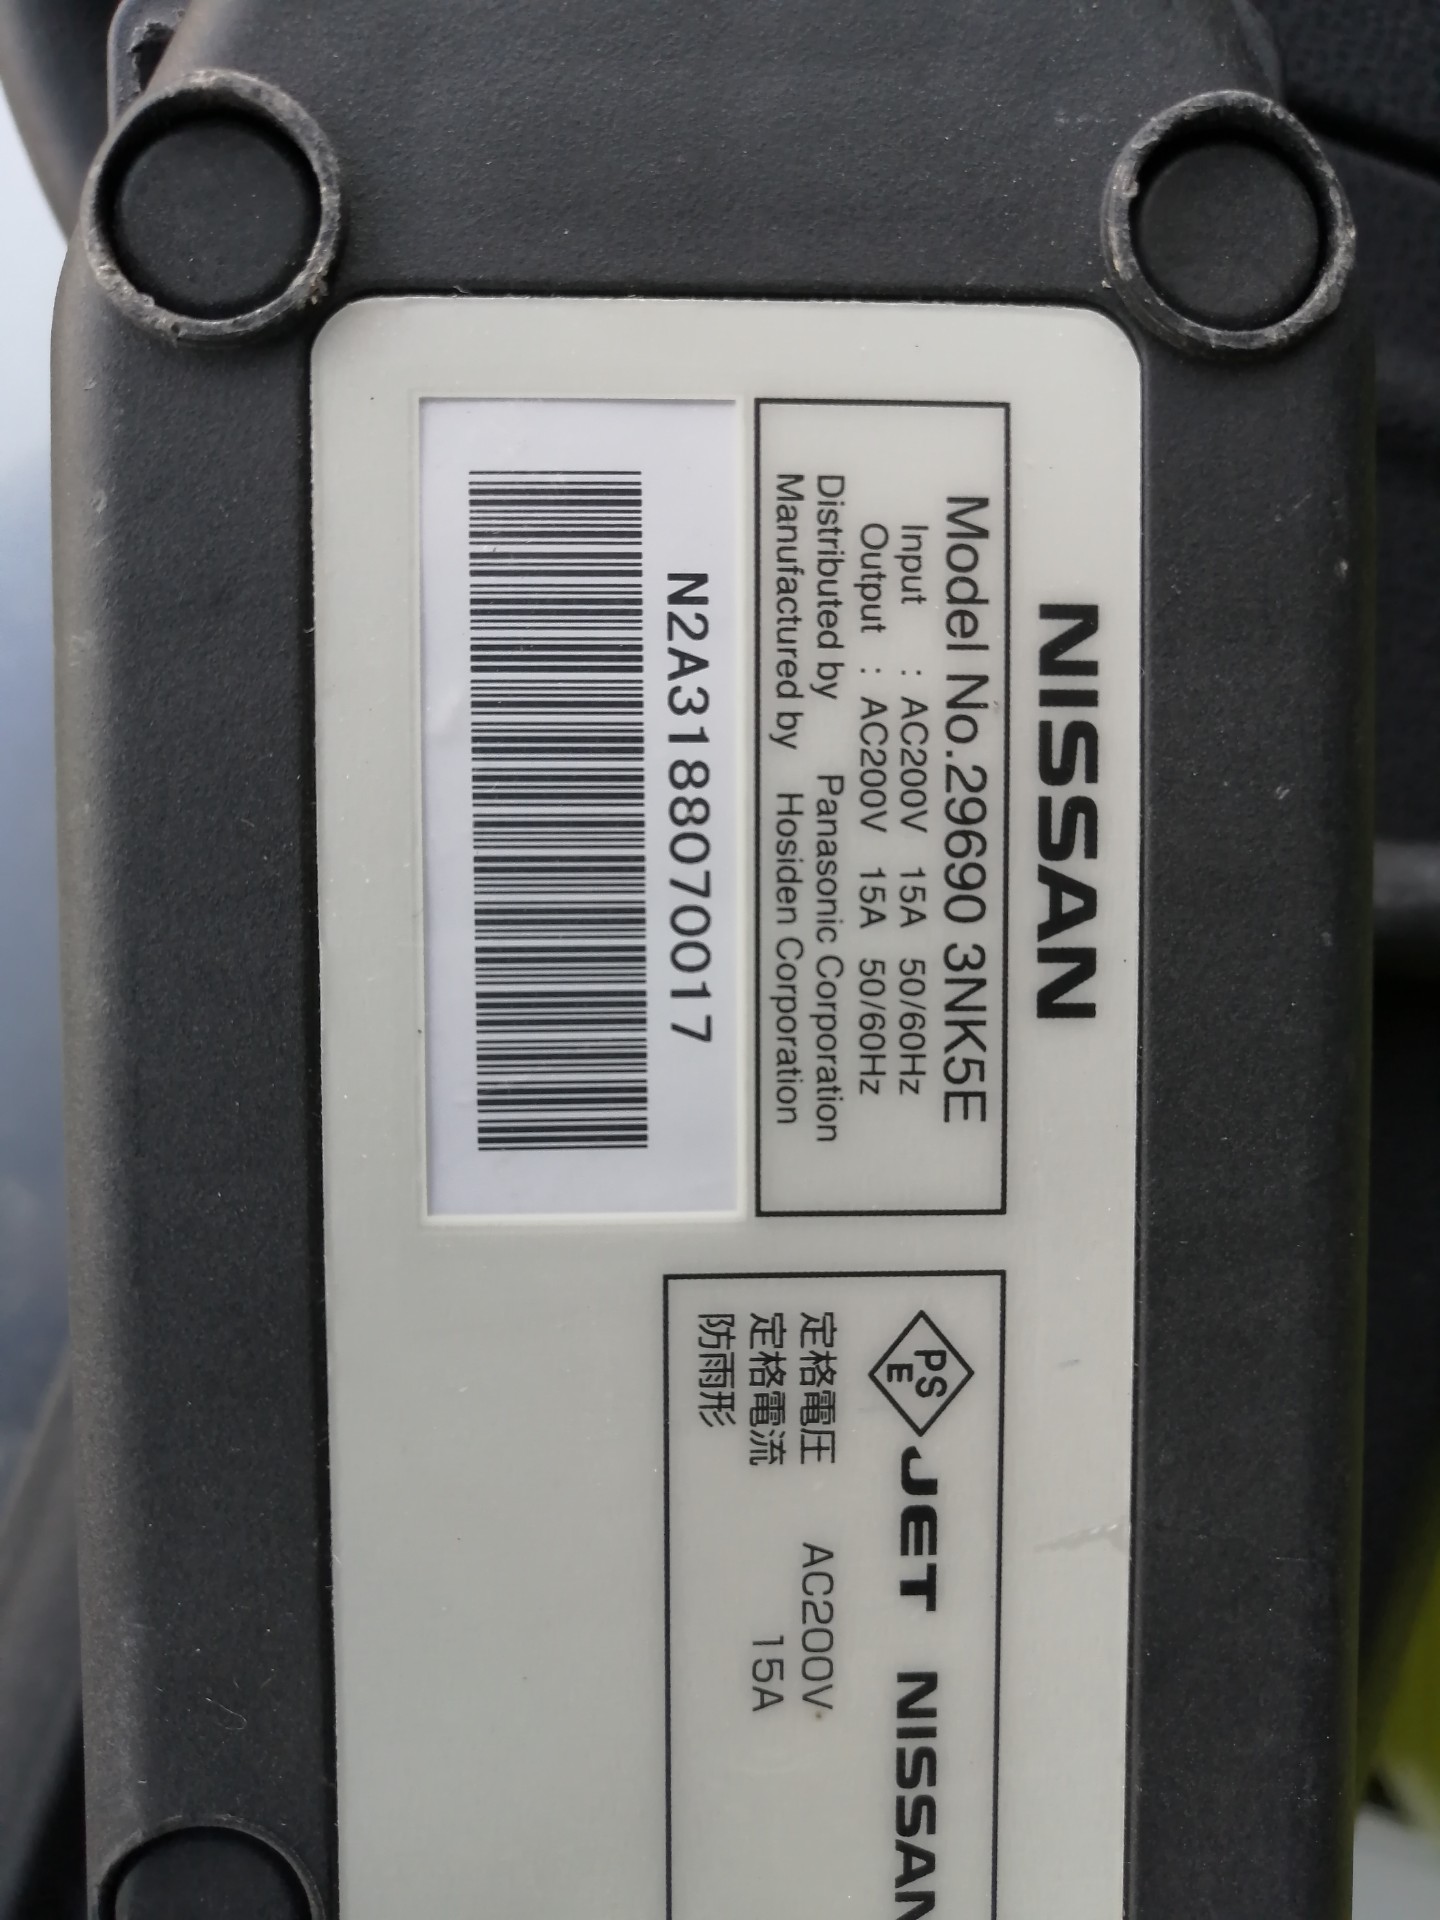 NISSAN
Model No.29690 3NK5E
Input : AC200V 15A 50/60Hz
Output : AC200V 15A 50/60Hz
Distributed by Panasonic Corporation
Manufactured by Hosiden Corporation
N2A3188070017
PS
E
JET NISSAN
定格電圧 AC200V
定格電流 15A
防雨形